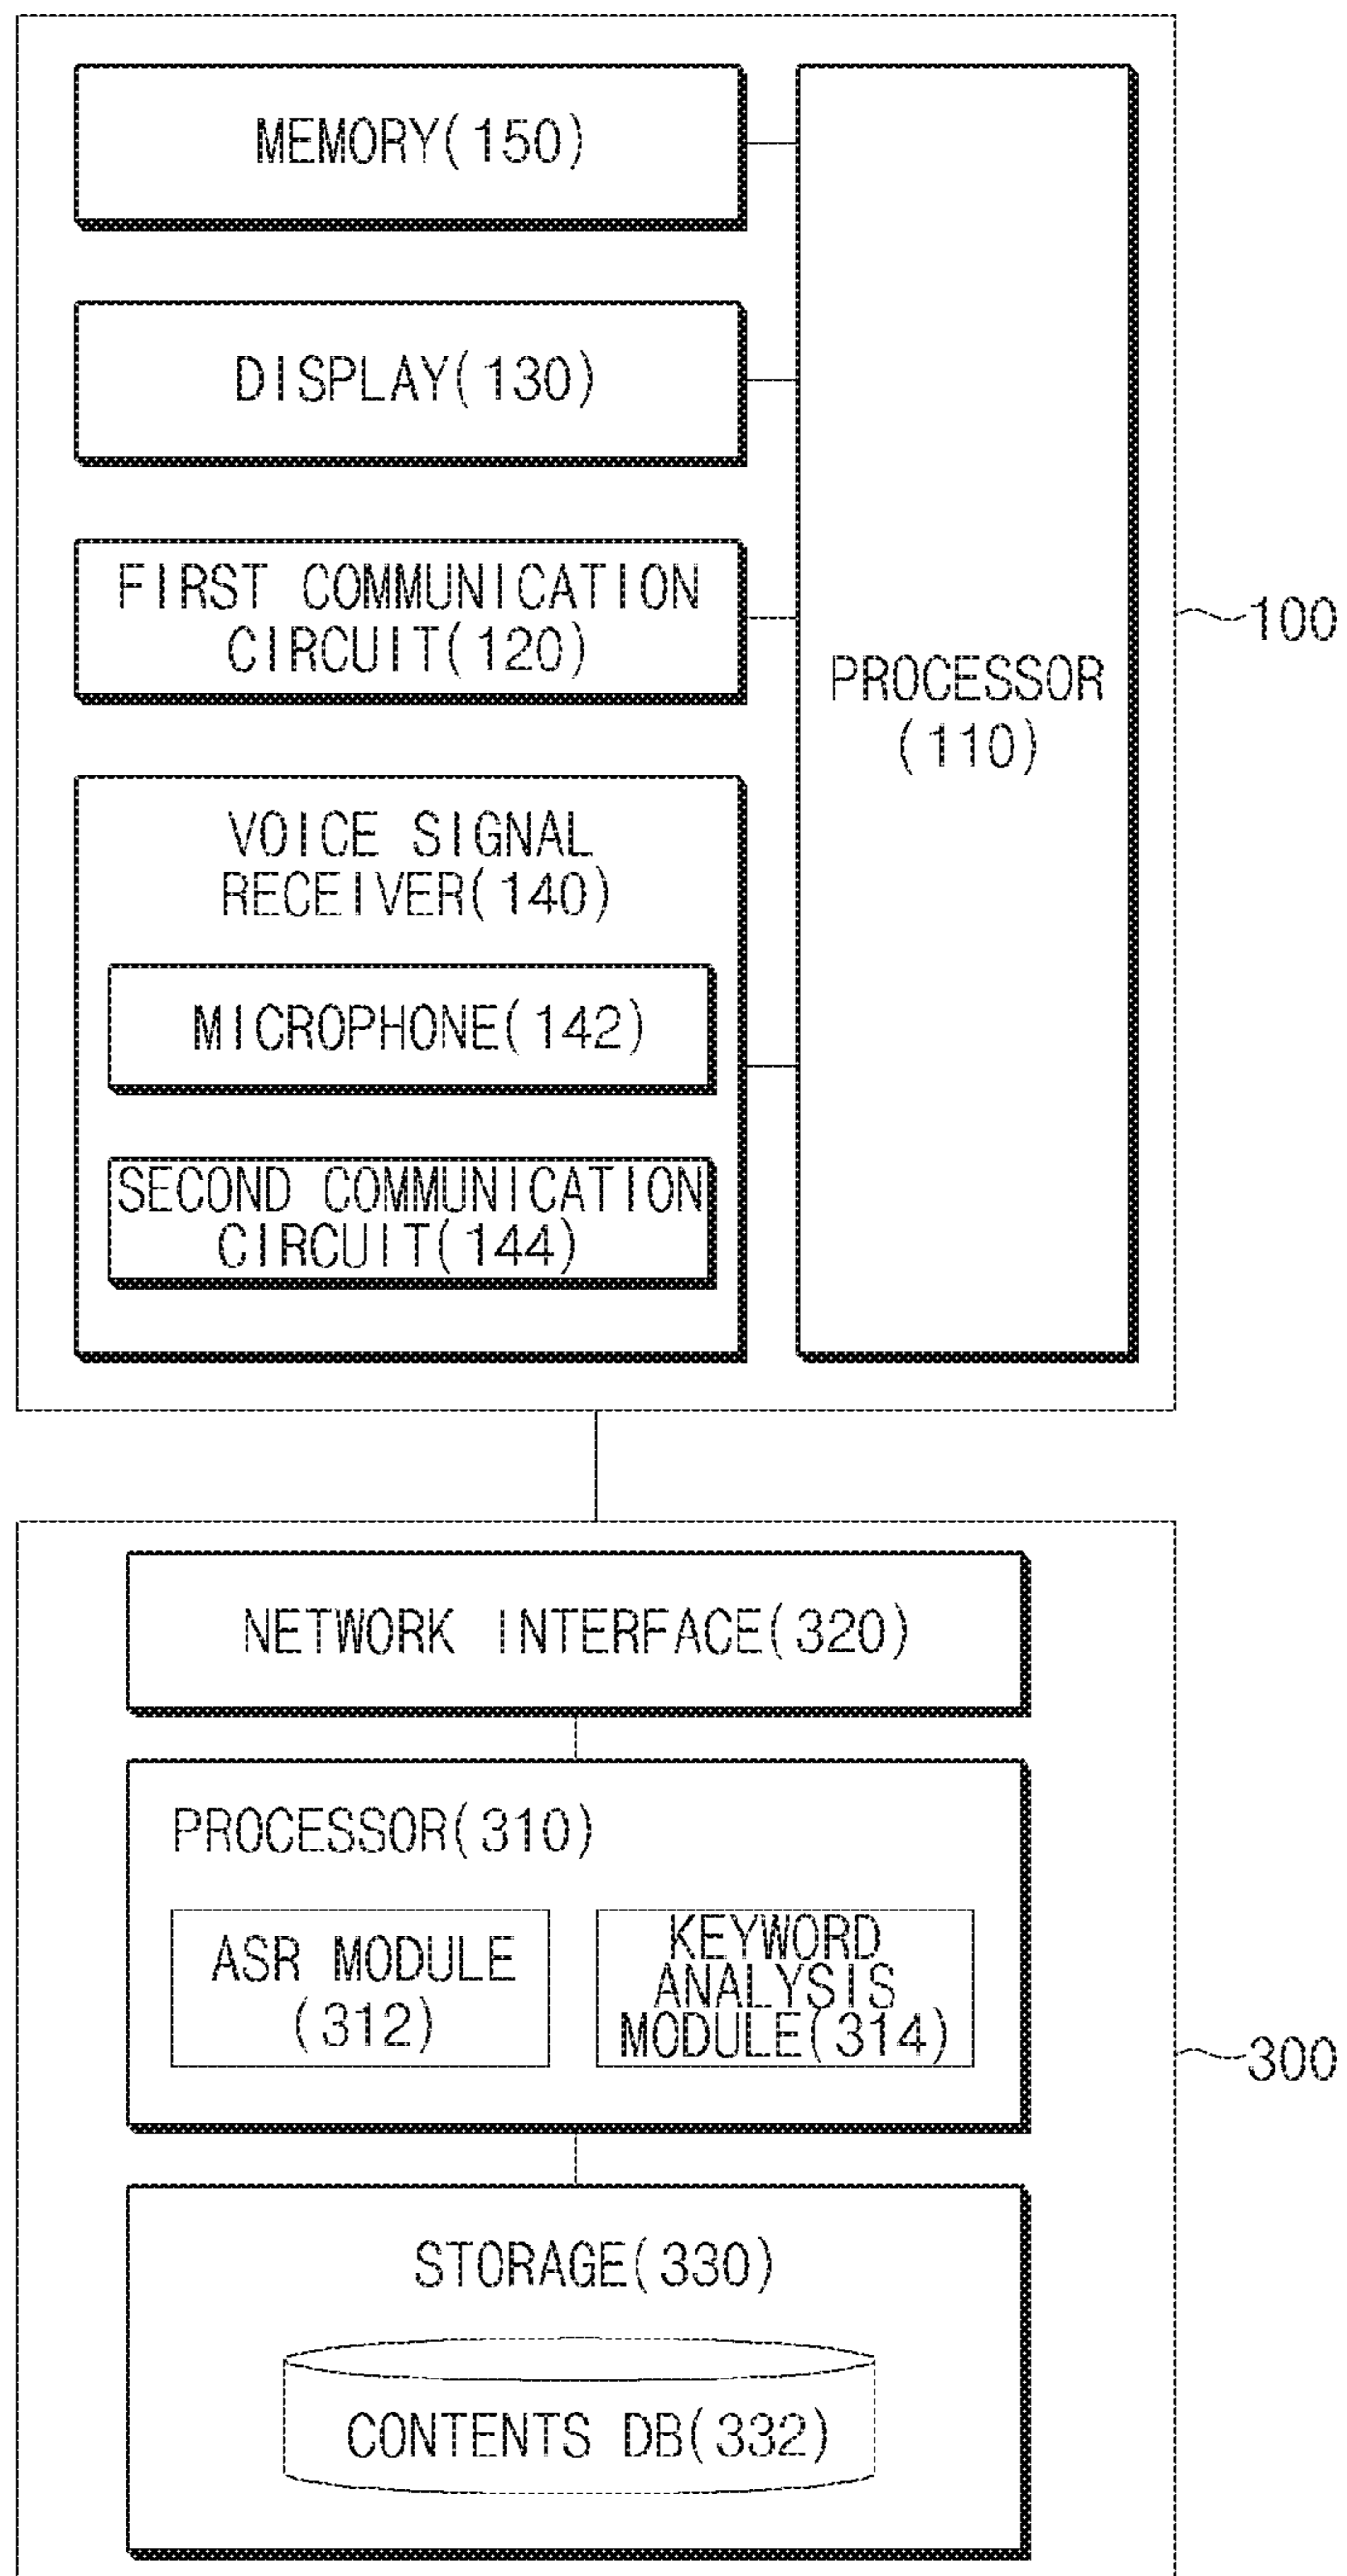 MEMORY(150)
DISPLAY(130)
FIRST COMMUNICATION
CIRCUIT(120)
PROCESSOR
(110)
100
VOICE SIGNAL
RECEIVER(140)
MICROPHONE(142)
SECOND COMMUNICATION
CIRCUIT(144)
NETWORK INTERFACE(320)
PROCESSOR(310)
ASR MODULE
(312)
KEYWORD
ANALYSIS
MODULE(314)
300
STORAGE(330)
CONTENTS DB(332)